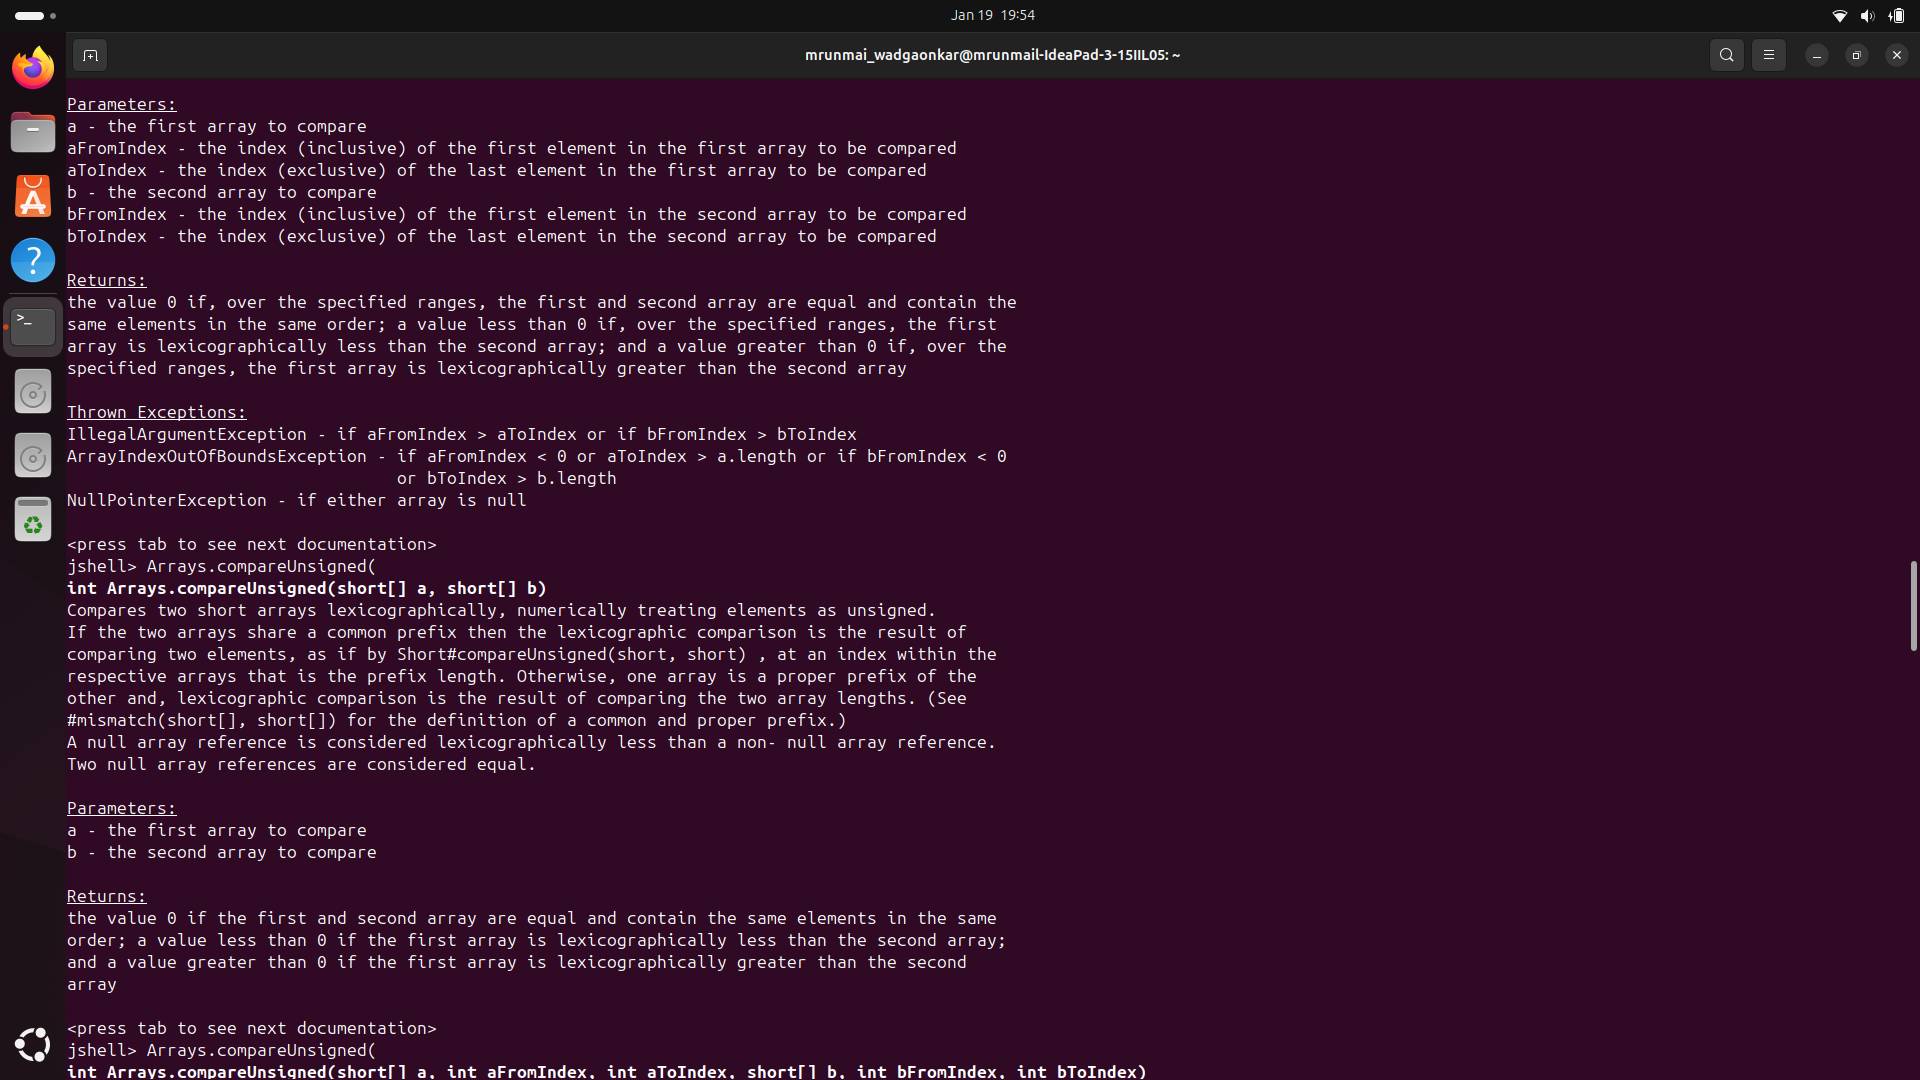 Jan 19 19:54
mrunmai_wadgaonkar@mrunmail-IdeaPad-3-15IIL05: ~
Parameters:
a - the first array to compare
aFromIndex - the index (inclusive) of the first element in the first array to be compared
aToIndex - the index (exclusive) of the last element in the first array to be compared
b - the second array to compare
bFromIndex - the index (inclusive) of the first element in the second array to be compared
bToIndex - the index (exclusive) of the last element in the second array to be compared
Returns:
the value 0 if, over the specified ranges, the first and second array are equal and contain the
same elements in the same order; a value less than 0 if, over the specified ranges, the first
array is lexicographically less than the second array; and a value greater than 0 if, over the
specified ranges, the first array is lexicographically greater than the second array
Thrown Exceptions:
IllegalArgumentException - if aFromIndex > aToIndex or if bFromIndex > bToIndex
ArrayIndexOutOfBoundsException - if aFromIndex < 0 or aToIndex > a.length or if bFromIndex < 0
or bToIndex > b.length
NullPointerException - if either array is null
<press tab to see next documentation>
jshell> Arrays.compareUnsigned(
int Arrays.compareUnsigned(short[] a, short[] b)
Compares two short arrays lexicographically, numerically treating elements as unsigned.
If the two arrays share a common prefix then the lexicographic comparison is the result of
comparing two elements, as if by Short#compareUnsigned(short, short) , at an index within the
respective arrays that is the prefix length. Otherwise, one array is a proper prefix of the
other and, lexicographic comparison is the result of comparing the two array lengths. (See
#mismatch(short[], short[]) for the definition of a common and proper prefix.)
A null array reference is considered lexicographically less than a non- null array reference.
Two null array references are considered equal.
Parameters:
a - the first array to compare
b - the second array to compare
Returns:
the value 0 if the first and second array are equal and contain the same elements in the same
order; a value less than 0 if the first array is lexicographically less than the second array;
and a value greater than 0 if the first array is lexicographically greater than the second
array
<press tab to see next documentation>
jshell> Arrays.compareUnsigned(
int Arrays.compareUnsigned(short[] a, int aFromIndex, int aToIndex, short[] b, int bFromIndex, int bToIndex)